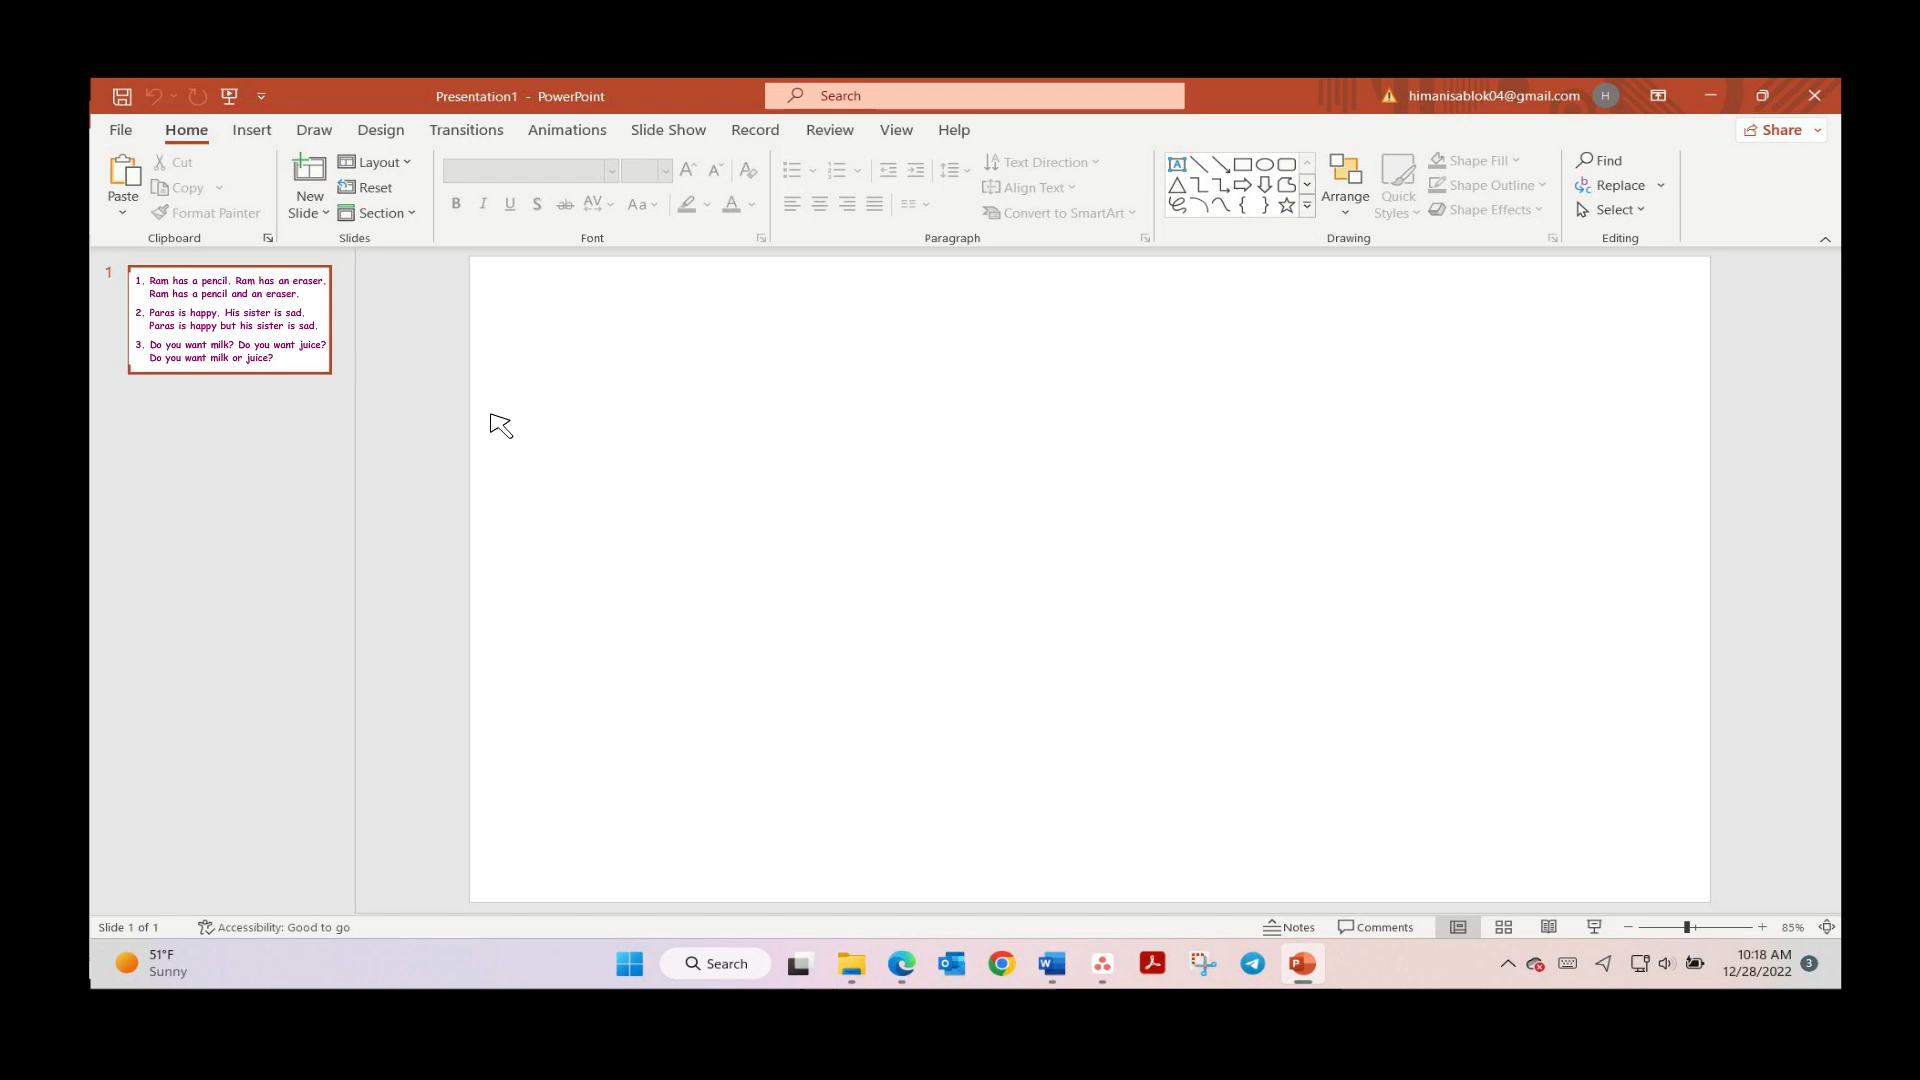 Presentation1 - PowerPoint
Search
himanisablok04@gmail.com
H
File Home Insert Draw Design Transitions Animations Slide Show Record Review View Help
Share
Paste
Cut
Copy
Format Painter
Clipboard
New
Slide
Layout
Reset
Section
Slides
B I U S ab AV Aa A
Font
Text Direction
Align Text
Convert to SmartArt
Paragraph
Arrange
Quick
Styles
Shape Fill
Shape Outline
Shape Effects
Drawing
Find
Replace
Select
Editing
1
1. Ram has a pencil. Ram has an eraser.
Ram has a pencil and an eraser.
2. Paras is happy. His sister is sad.
Paras is happy but his sister is sad.
3. Do you want milk? Do you want juice?
Do you want milk or juice?
Slide 1 of 1
Accessibility: Good to go
Notes
Comments
85%
51°F
Sunny
Search
10:18 AM
12/28/2022
3